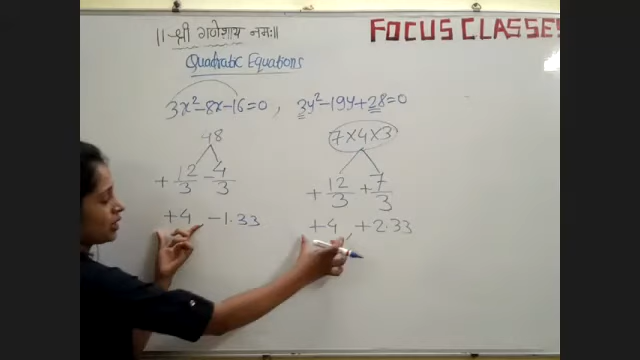 ॥ श्री गणेशाय नमः॥
FOCUS CLASSES
Quadratic Equations
3x²-8x-16=0 , 3y²-19y+28=0
48
7×4×3
+ 12/3 - 4/3
+ 12/3 + 7/3
+4 -1.33
+4 , +2.33